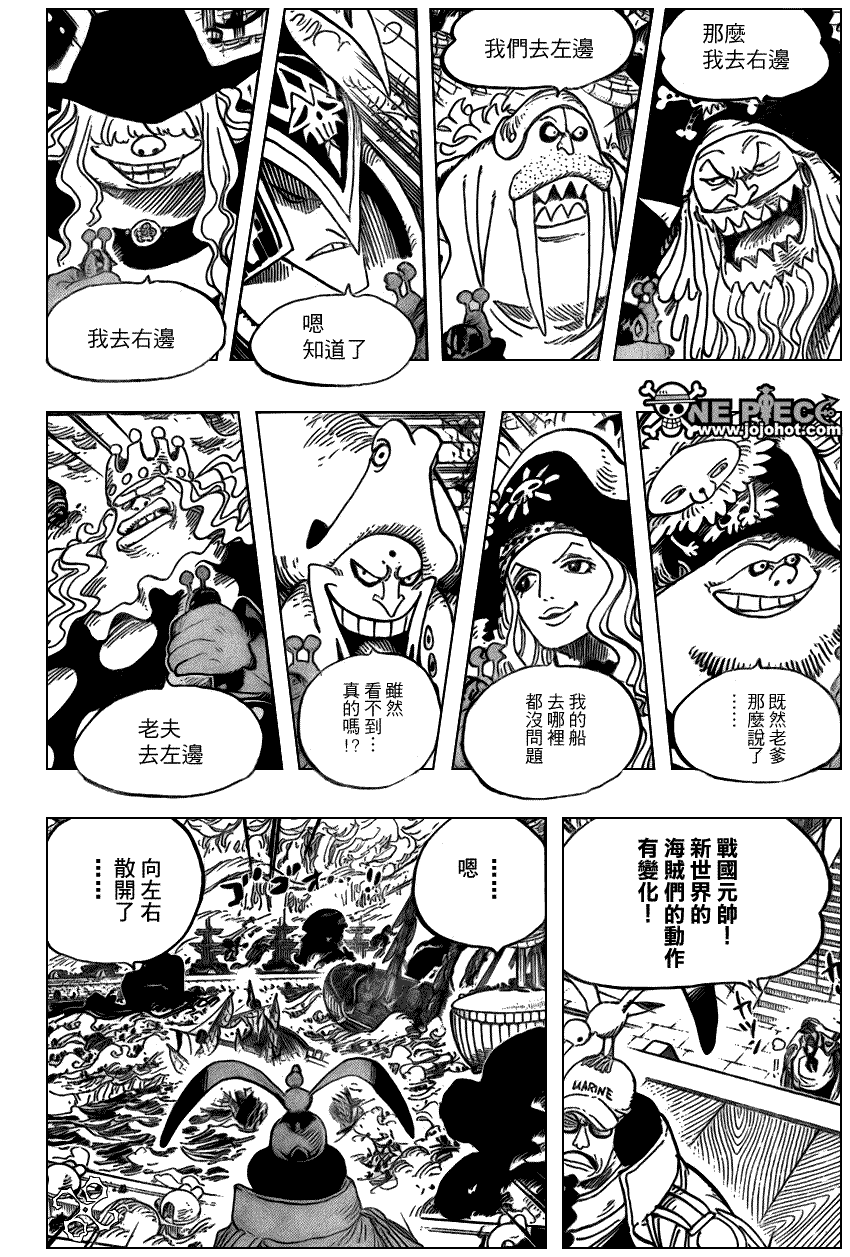 那麼
我去右邊
我們去左邊
嗯
知道了
我去右邊
ONE PIECE
www.jojohot.com
既然老爹
那麼說了
……
我的船
去哪裡
都沒問題
雖然
看不到…
真的嗎!?
老夫
去左邊
戰國元帥！
新世界的
海賊們的動作
有變化！
MARINE
……
嗯
向左右
散開了
……